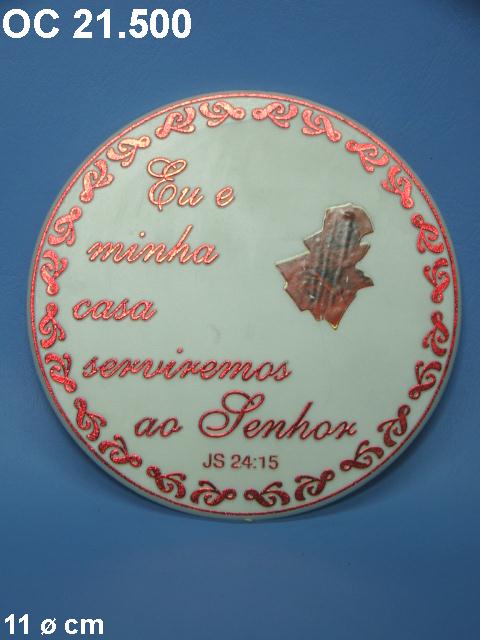 OC 21.500
Eu e
minha
casa
serviremos
ao Senhor
JS 24:15
11 ø cm